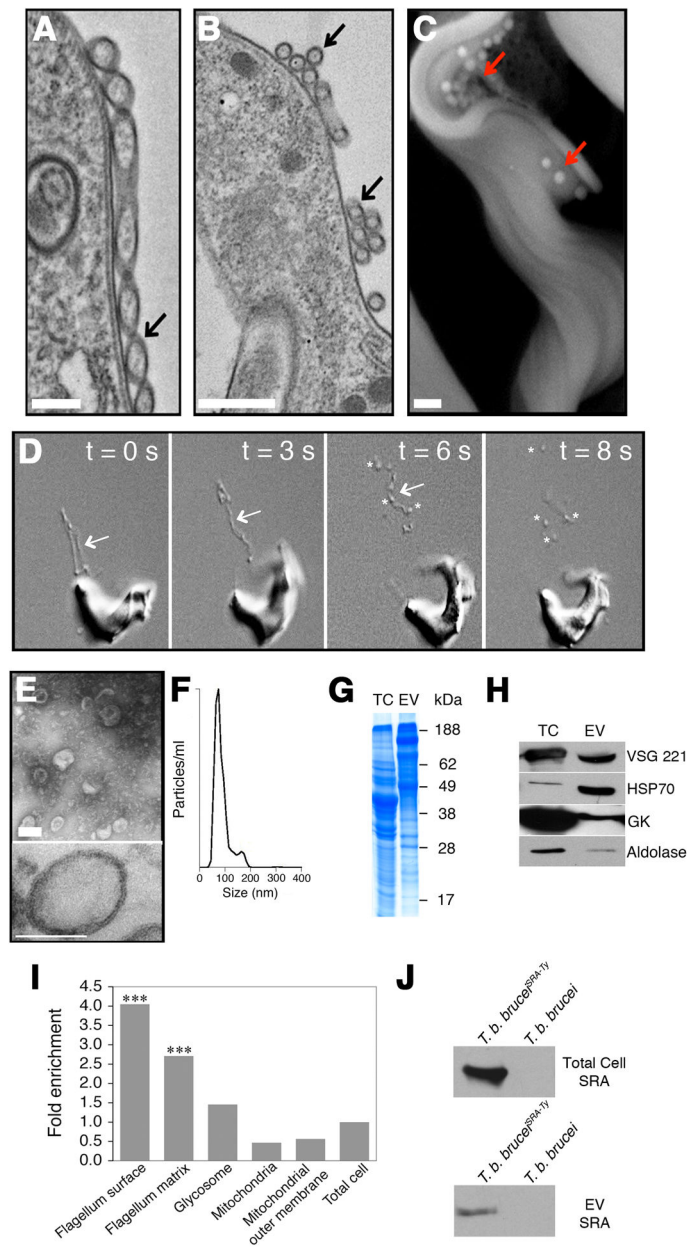 A
B
C
D
t = 0 s
t = 3 s
t = 6 s
t = 8 s
*
*
*
*
*
*
*
E
F
Particles/ml
0
100
200
300
400
Size (nm)
G
TC EV kDa
188
62
49
38
28
17
H
TC EV
VSG 221
HSP70
GK
Aldolase
I
Fold enrichment
4.5
4.0
3.5
3.0
2.5
2.0
1.5
1.0
0.5
0.0
***
***
Flagellum surface
Flagellum matrix
Glycosome
Mitochondria
Mitochondrial
outer membrane
Total cell
J
T. b. brucei^SRA-Ty
T. b. brucei
Total Cell
SRA
T. b. brucei^SRA-Ty
T. b. brucei
EV
SRA